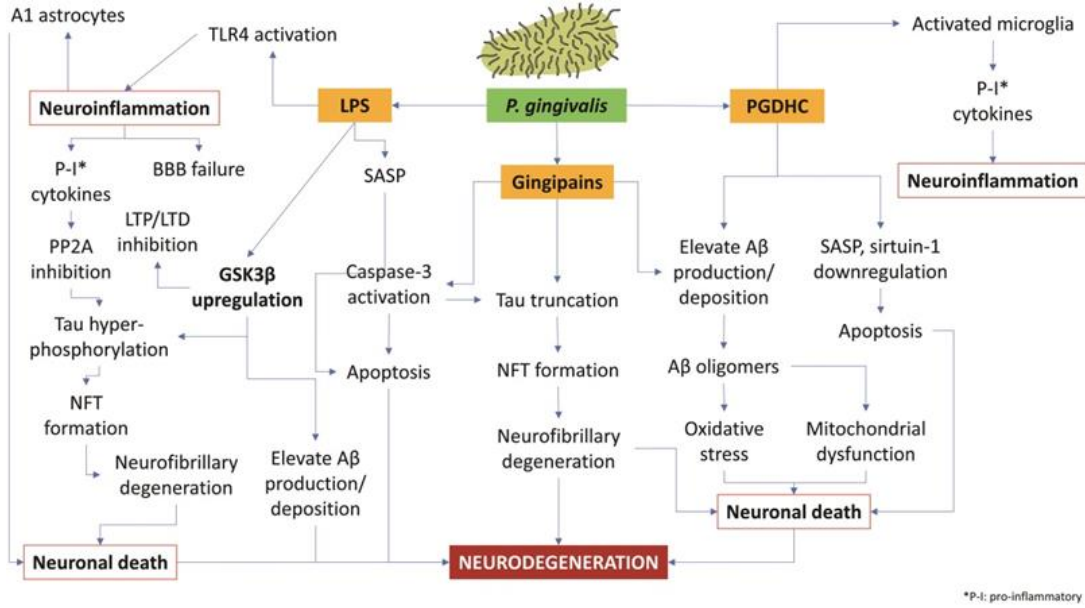 A1 astrocytes
TLR4 activation
Activated microglia
Neuroinflammation
LPS
P. gingivalis
PGDHC
P-I*
cytokines
P-I*
cytokines
BBB failure
SASP
Gingipains
Neuroinflammation
LTP/LTD
inhibition
PP2A
inhibition
GSK3β
upregulation
Caspase-3
activation
Tau truncation
Elevate Aβ
production/
deposition
SASP, sirtuin-1
downregulation
Tau hyper-
phosphorylation
Apoptosis
Apoptosis
NFT formation
Aβ oligomers
NFT
formation
Neurofibrillary
degeneration
Oxidative
stress
Mitochondrial
dysfunction
Neurofibrillary
degeneration
Elevate Aβ
production/
deposition
Neuronal death
Neuronal death
NEURODEGENERATION
*P-I: pro-inflammatory